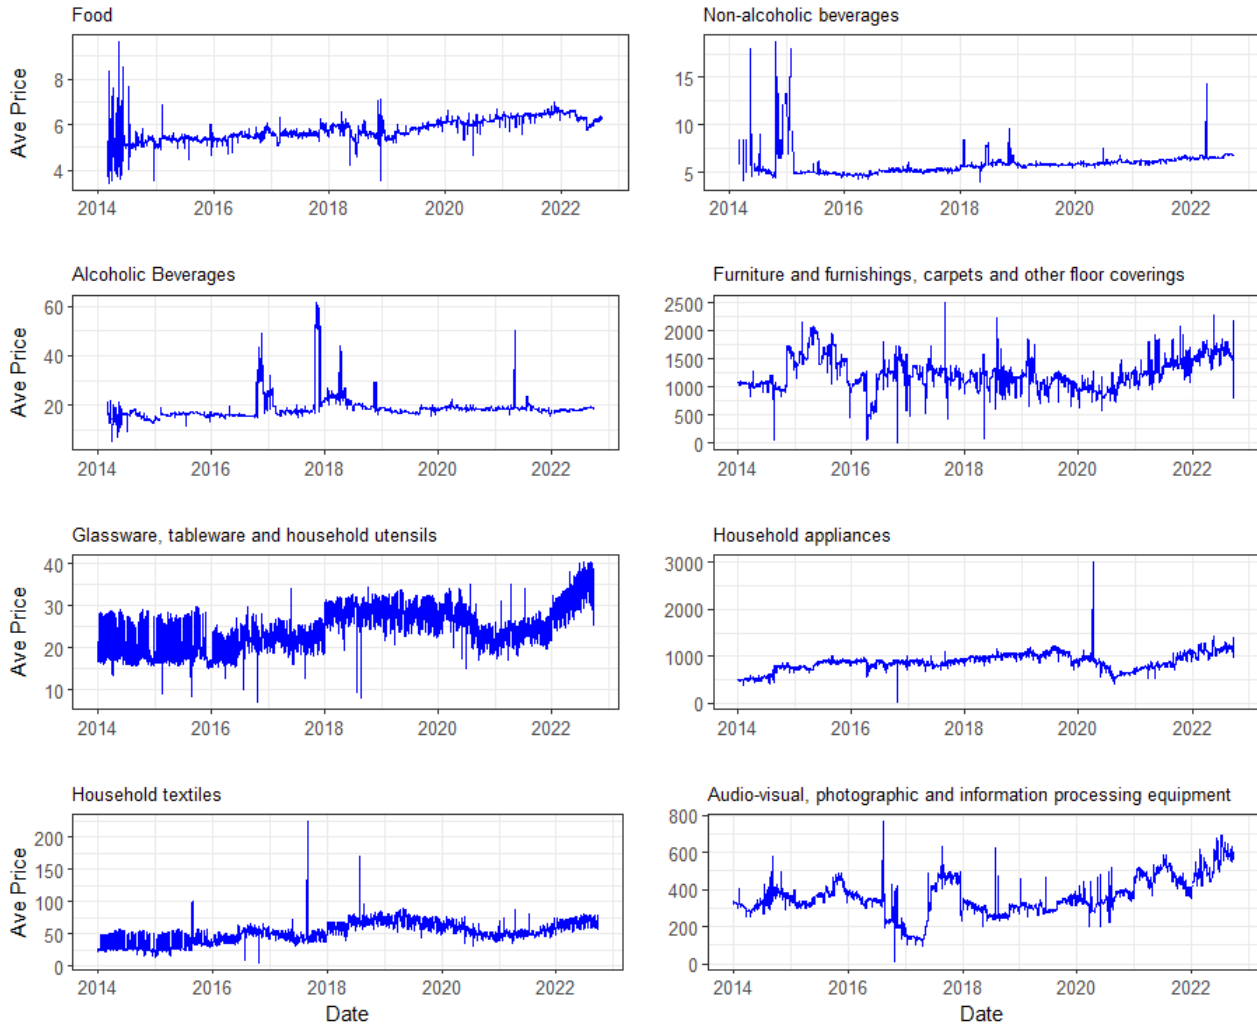 Food
Ave Price
8
6
4
2014 2016 2018 2020 2022
Non-alcoholic beverages
15
10
5
2014 2016 2018 2020 2022
Alcoholic Beverages
Ave Price
60
40
20
2014 2016 2018 2020 2022
Furniture and furnishings, carpets and other floor coverings
2500
2000
1500
1000
500
0
2014 2016 2018 2020 2022
Glassware, tableware and household utensils
Ave Price
40
30
20
10
2014 2016 2018 2020 2022
Household appliances
3000
2000
1000
0
2014 2016 2018 2020 2022
Household textiles
Ave Price
200
150
100
50
0
2014 2016 2018 2020 2022
Date
Audio-visual, photographic and information processing equipment
800
600
400
200
0
2014 2016 2018 2020 2022
Date